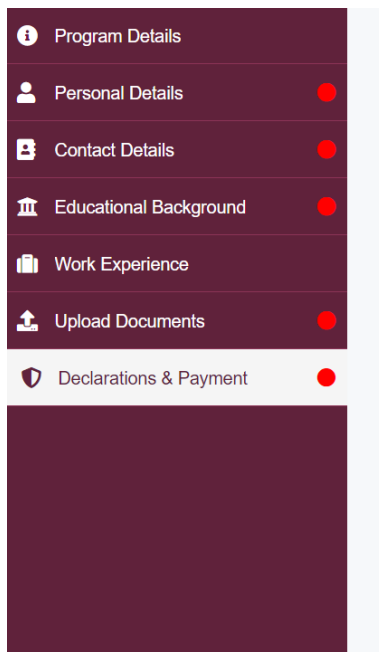 Program Details
Personal Details
Contact Details
Educational Background
Work Experience
Upload Documents
Declarations & Payment